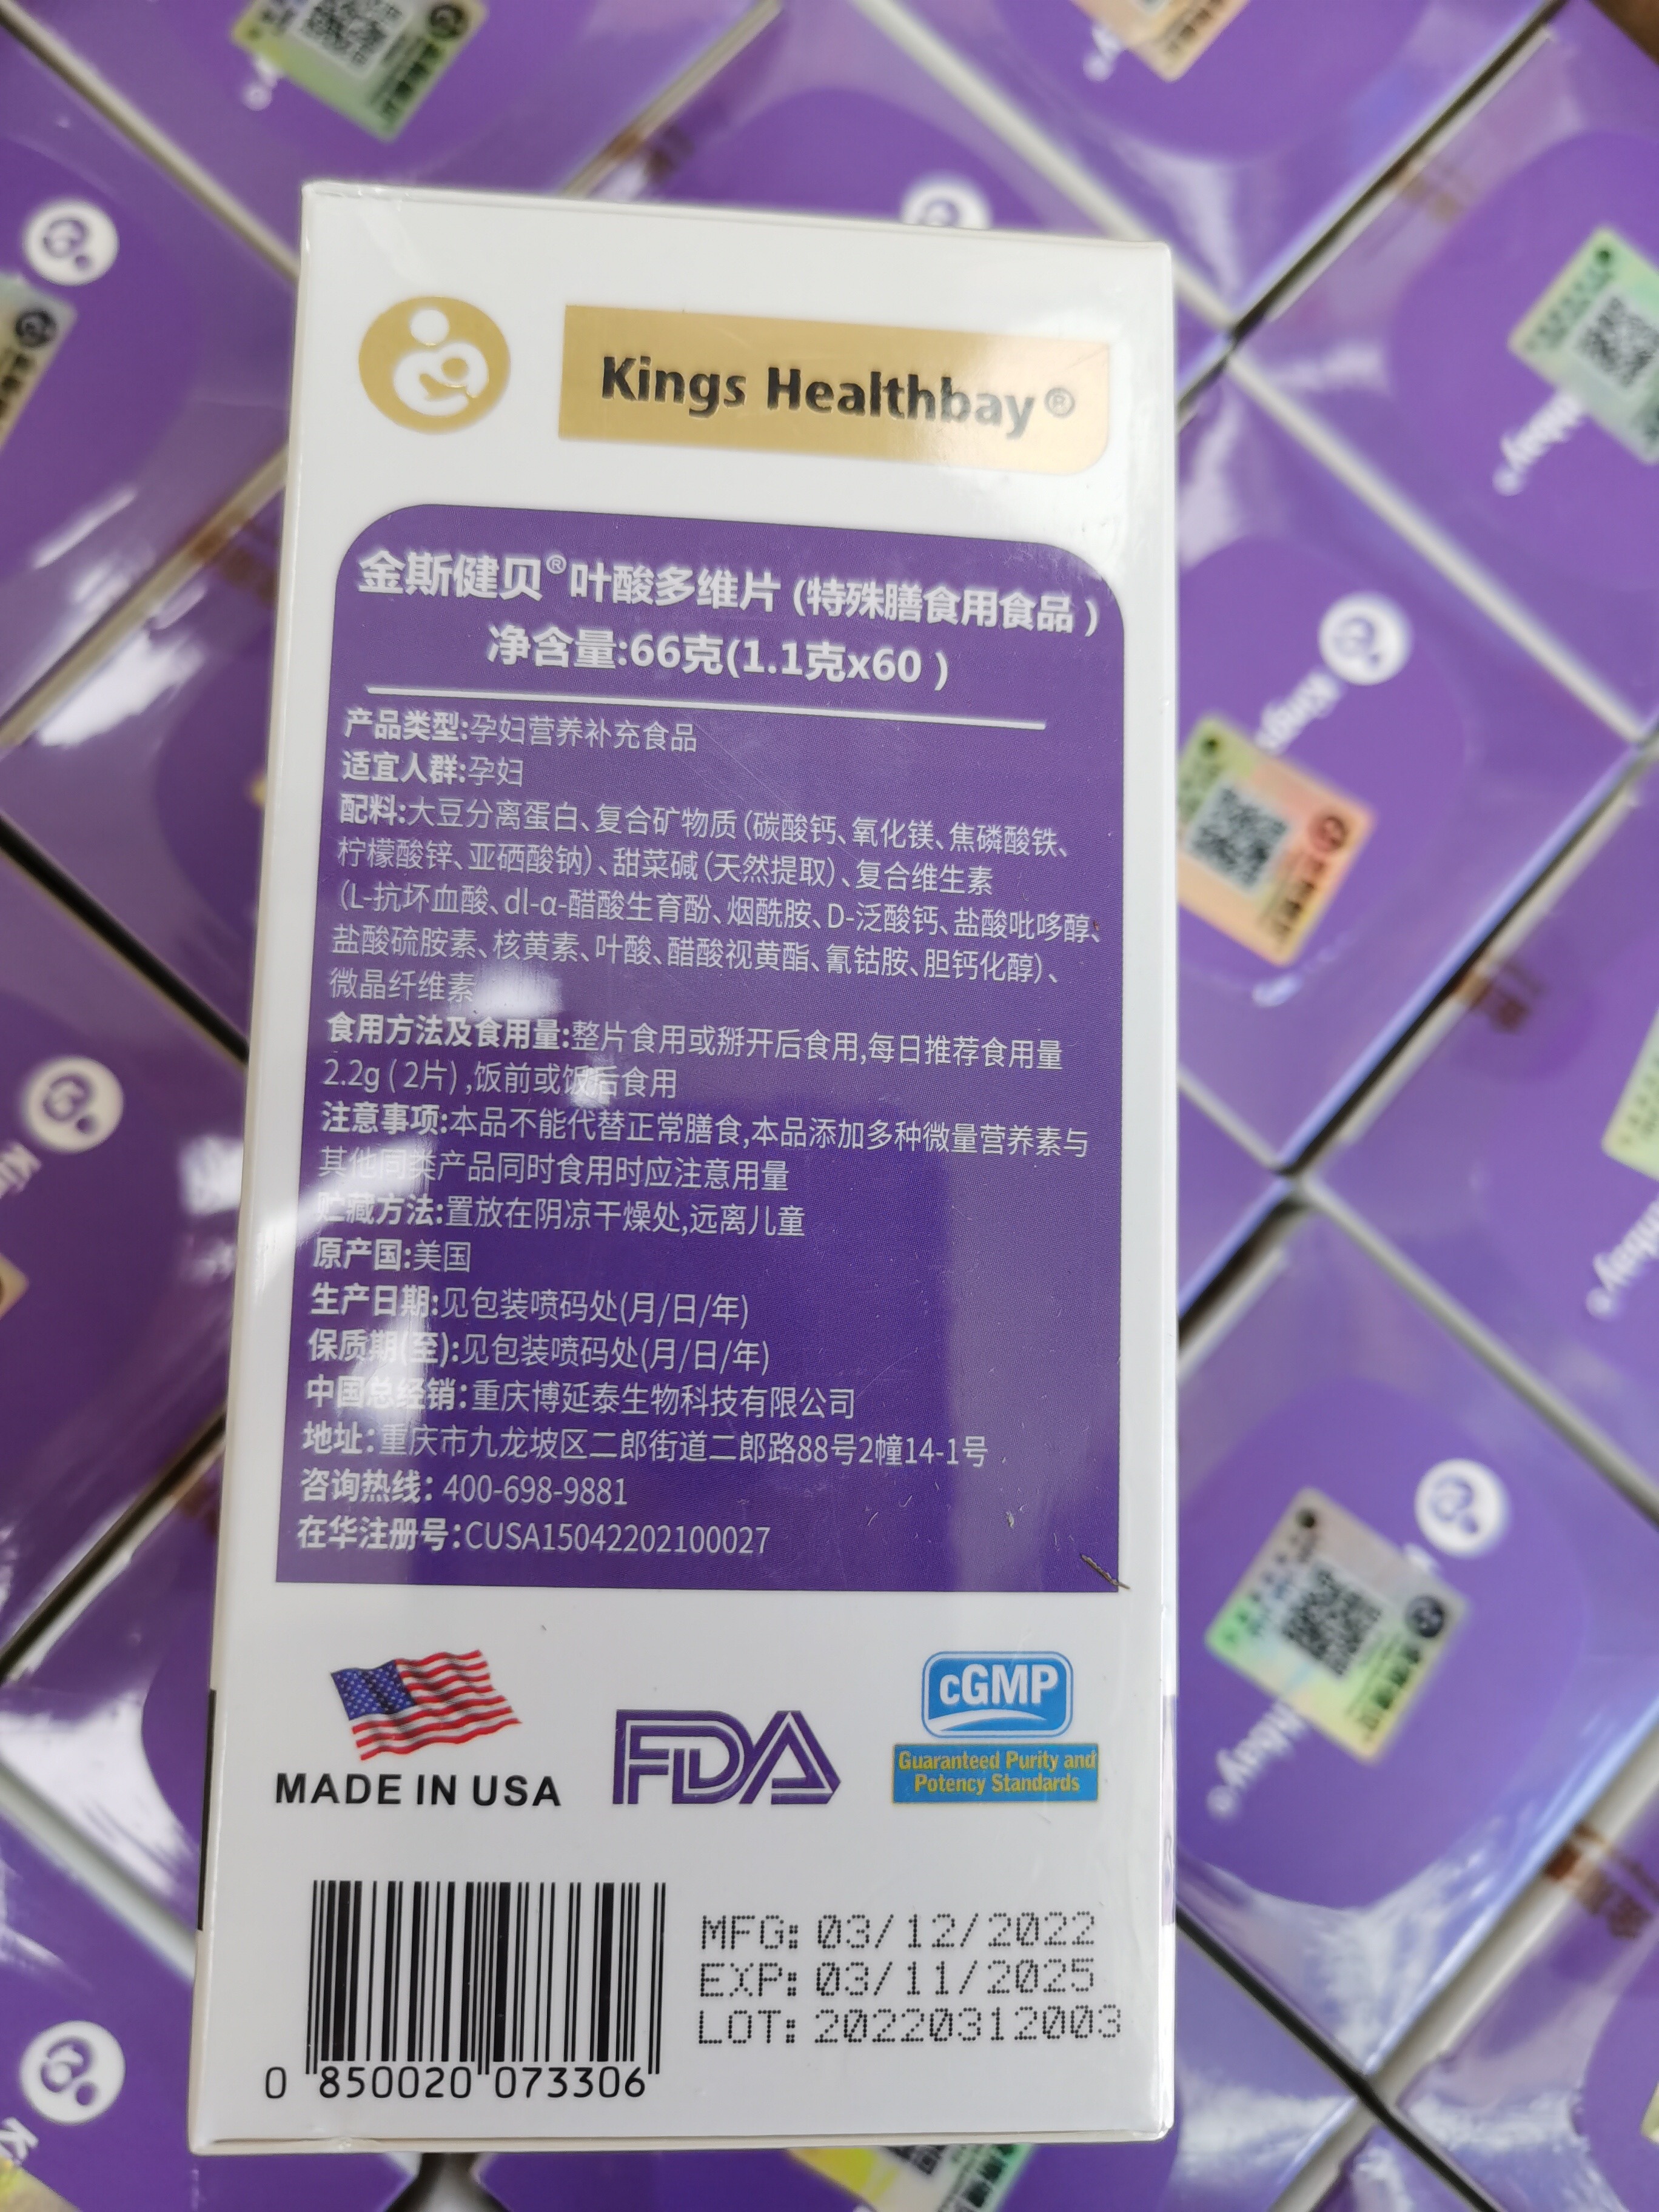 Kings Healthbay®
金斯健贝®叶酸多维片(特殊膳食用食品)
净含量:66克(1.1克x60)
产品类型:孕妇营养补充食品
适宜人群:孕妇
配料:大豆分离蛋白、复合矿物质(碳酸钙、氧化镁、焦磷酸铁、
柠檬酸锌、亚硒酸钠)、甜菜碱(天然提取)、复合维生素
(L-抗坏血酸、dl-α-醋酸生育酚、烟酰胺、D-泛酸钙、盐酸吡哆醇、
盐酸硫胺素、核黄素、叶酸、醋酸视黄酯、氰钴胺、胆钙化醇)、
微晶纤维素
食用方法及食用量:整片食用或掰开后食用,每日推荐食用量
2.2g(2片),饭前或饭后食用
注意事项:本品不能代替正常膳食,本品添加多种微量营养素与
其他同类产品同时食用时应注意用量
贮藏方法:置放在阴凉干燥处,远离儿童
原产国:美国
生产日期:见包装喷码处(月/日/年)
保质期(至):见包装喷码处(月/日/年)
中国总经销:重庆博延泰生物科技有限公司
地址:重庆市九龙坡区二郎街道二郎路88号2幢14-1号
咨询热线:400-698-9881
在华注册号:CUSA15042202100027
MADE IN USA
FDA
cGMP
Guaranteed Purity and
Potency Standards
MFG: 03/12/2022
EXP: 03/11/2025
LOT: 20220312003
0 850020 073306